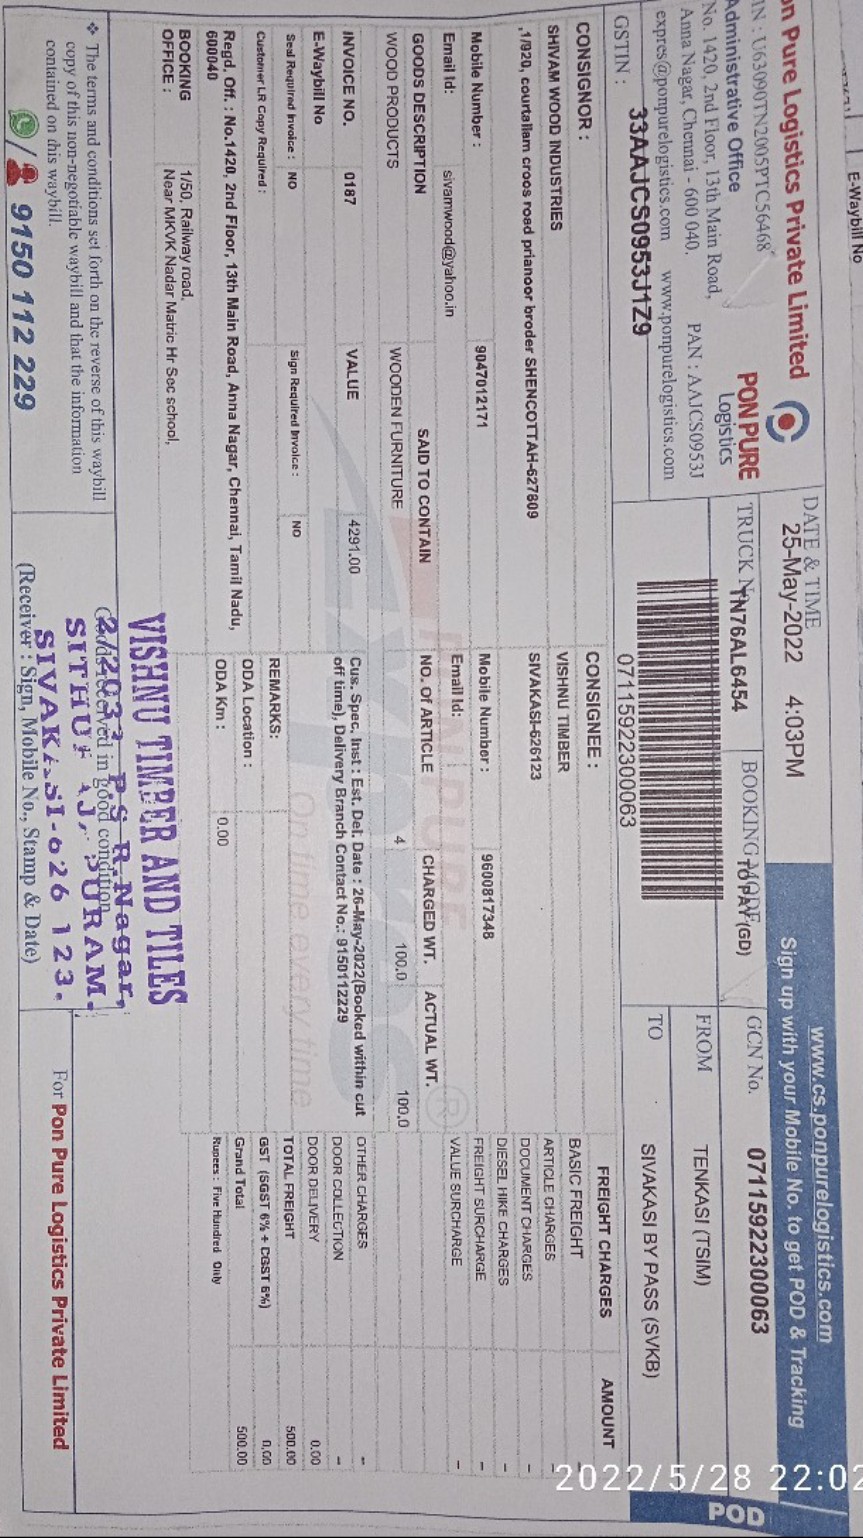 E-Waybill No
on Pure Logistics Private Limited
IN : U63090TN2005PTC56468
Administrative Office
No. 1420, 2nd Floor, 13th Main Road,
Anna Nagar, Chennai - 600 040. PAN : AAJCS0953J
expres@ponpurelogistics.com www.ponpurelogistics.com
GSTIN : 33AAJCS0953J1Z9
PON PURE
Logistics
DATE & TIME
25-May-2022 4:03PM
TRUCK No TN76AL6454
BOOKING MODE
TO PAY (GD)
07115922300063
www.cs.ponpurelogistics.com
Sign up with your Mobile No. to get POD & Tracking
GCN No. 07115922300063
FROM TENKASI (TSIM)
TO SIVAKASI BY PASS (SVKB)
CONSIGNOR :
SHIVAM WOOD INDUSTRIES
,1/920, courtallam croos road prianoor broder SHENCOTTAH-627809
Mobile Number : 9047012171
Email Id: sivamwood@yahoo.in
CONSIGNEE :
VISHNU TIMBER
SIVAKASI-626123
Mobile Number : 9600817348
Email Id:
GOODS DESCRIPTION SAID TO CONTAIN NO. Of ARTICLE CHARGED WT. ACTUAL WT.
WOOD PRODUCTS WOODEN FURNITURE 4 100.0 100.0
INVOICE NO. 0187 VALUE 4291.00
E-Waybill No
Seal Required Invoice : NO Sign Required Invoice : NO
Customer LR Copy Required :
Cus. Spec. Inst : Est. Del. Date : 26-May-2022(Booked within cut
off time), Delivery Branch Contact No.: 9150112229
REMARKS:
ODA Location :
ODA Km : 0.00
Regd. Off. : No.1420, 2nd Floor, 13th Main Road, Anna Nagar, Chennai, Tamil Nadu,
600040
BOOKING 1/50, Railway road,
OFFICE : Near MKVK Nadar Matric Hr Sec school,
FREIGHT CHARGES AMOUNT
BASIC FREIGHT –
ARTICLE CHARGES –
DOCUMENT CHARGES –
DIESEL HIKE CHARGES –
FREIGHT SURCHARGE –
VALUE SURCHARGE –
OTHER CHARGES –
DOOR COLLECTION –
DOOR DELIVERY 0.00
TOTAL FREIGHT 500.00
GST (SGST 6% + CGST 6%) 0.00
Grand Total 500.00
Rupees : Five Hundred Only
PON PURE
EXPRESS
On time every time
❖ The terms and conditions set forth on the reverse of this waybill
copy of this non-negotiable waybill and that the information
contained on this waybill.
/ 9150 112 229
VISHNU TIMBER AND TILES
P.S R.Nagar,
PURAM.
SIVAKASI-626 123.
Good received in good condition
(Receiver : Sign, Mobile No., Stamp & Date)
For Pon Pure Logistics Private Limited
2022/5/28 22:02
POD